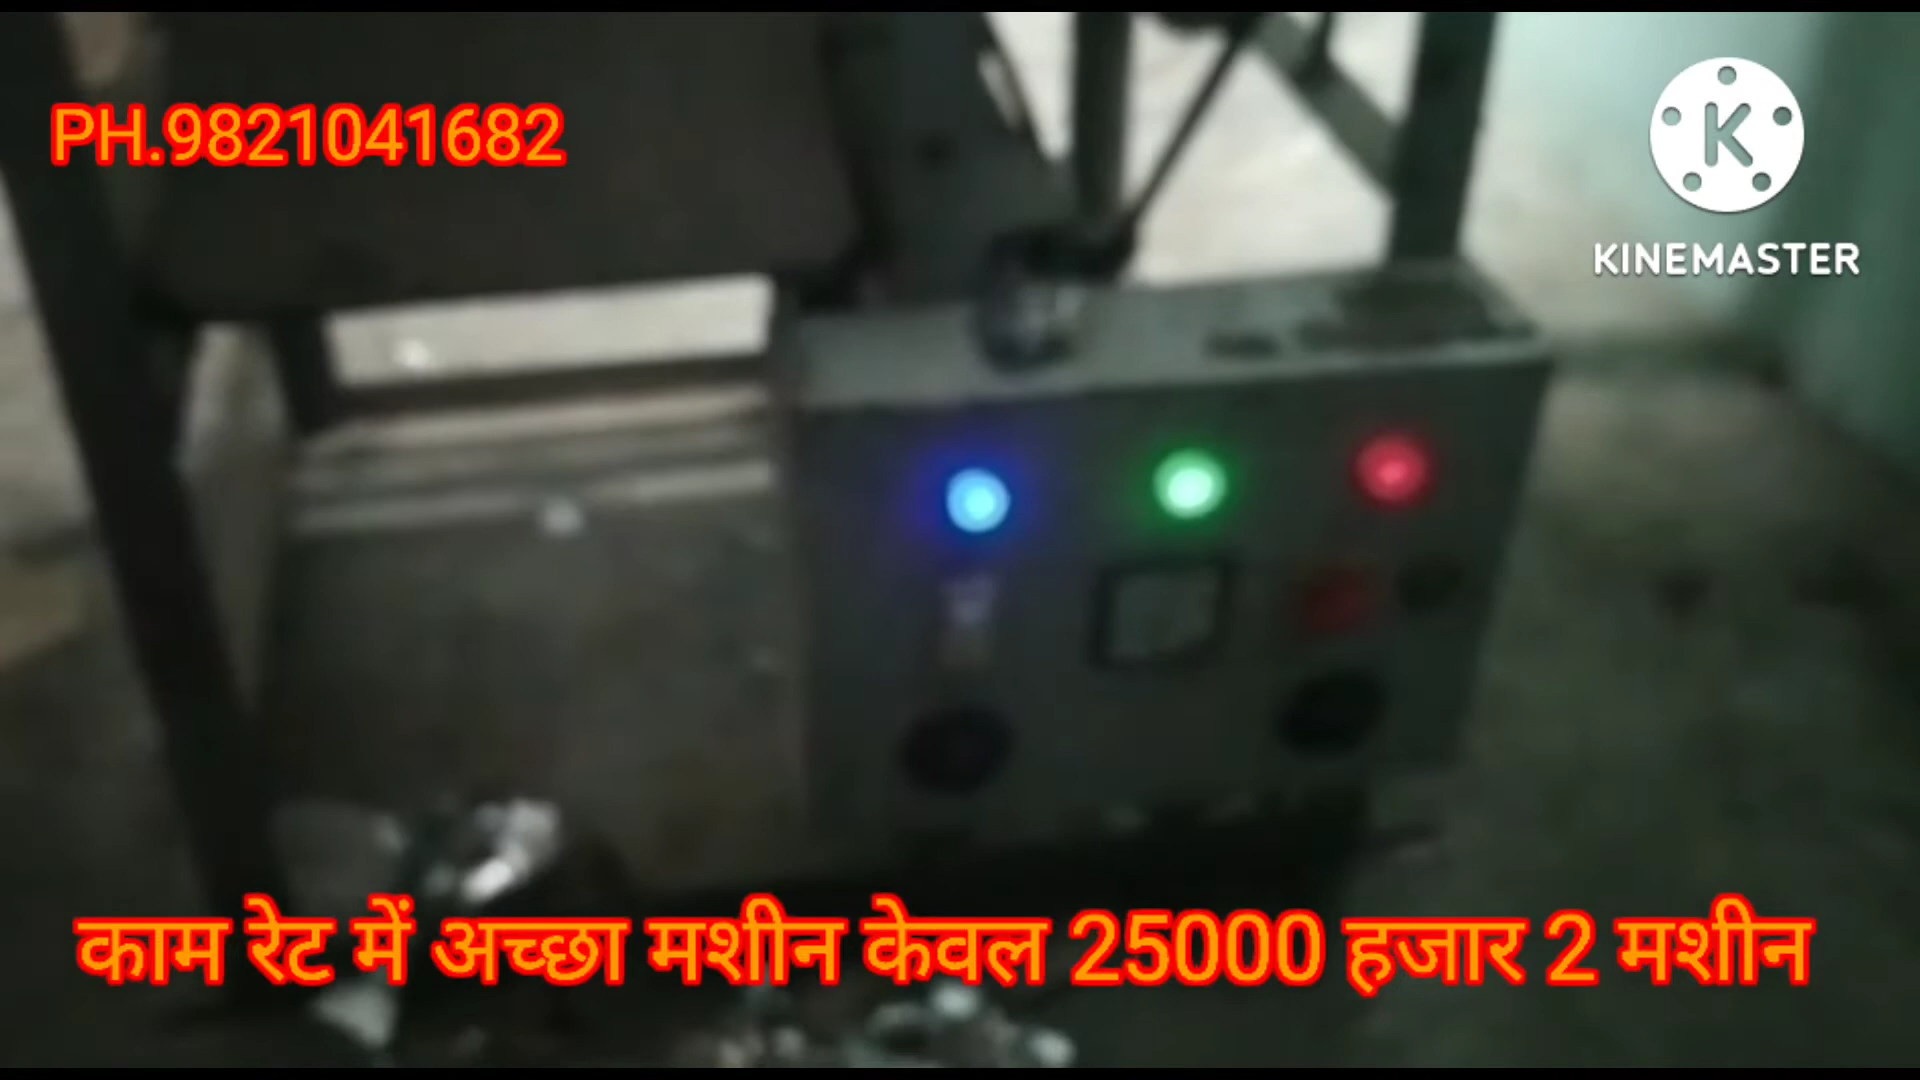 PH.9821041682
K
KINEMASTER
काम रेट में अच्छा मशीन केवल 25000 हजार 2 मशीन